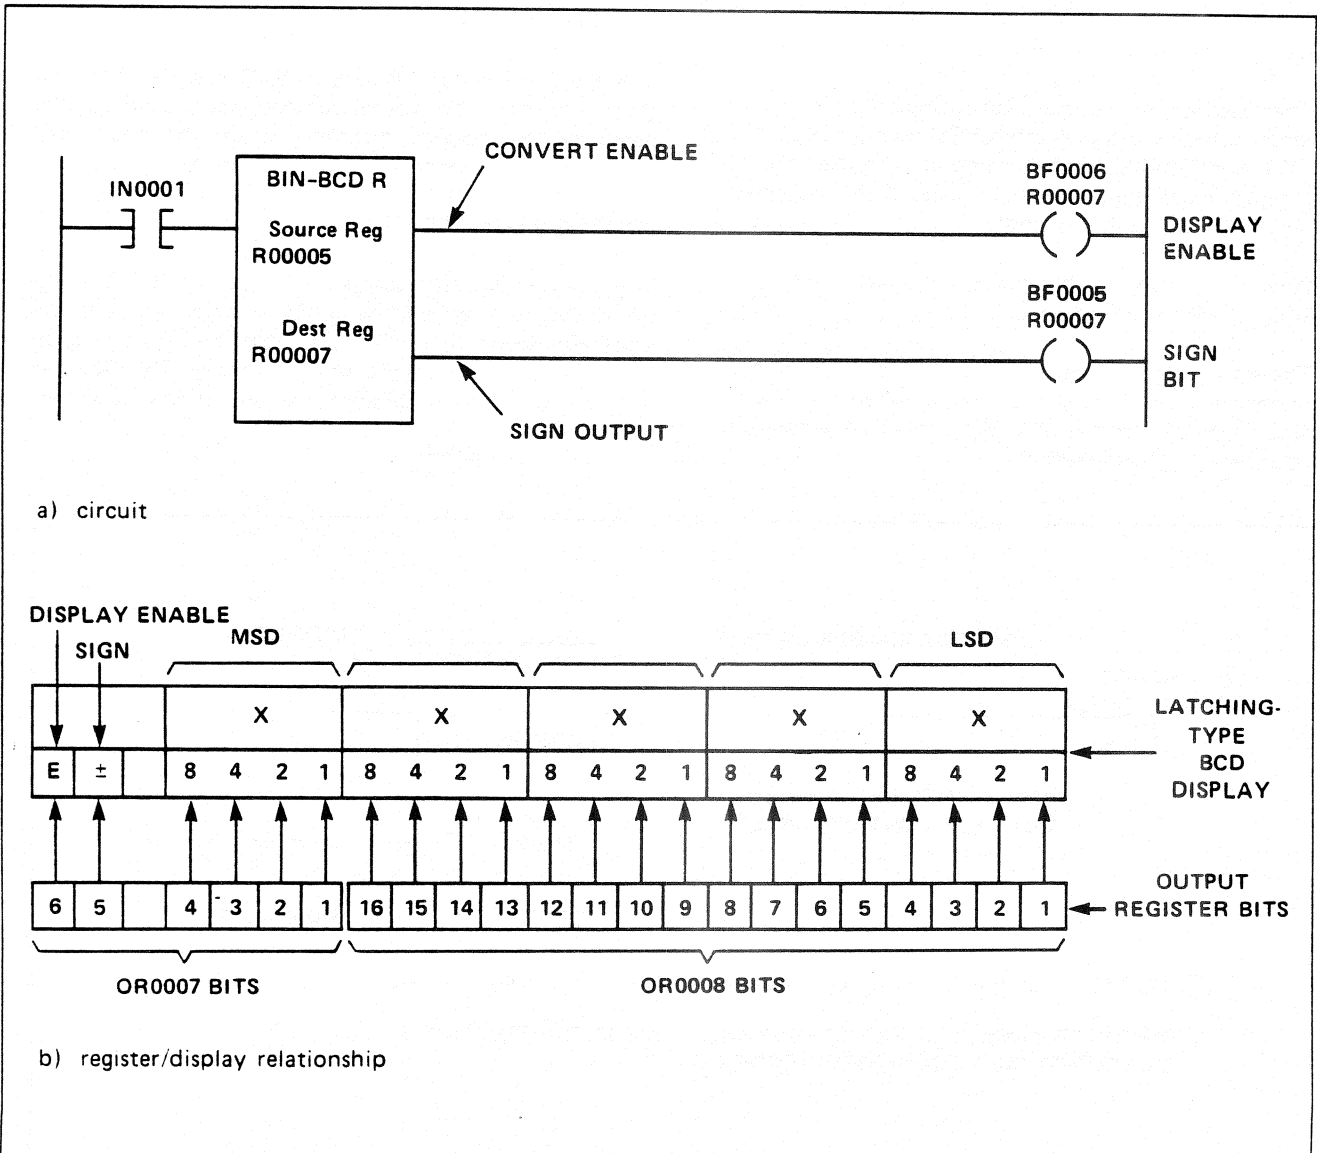 CONVERT ENABLE
IN0001
BIN-BCD R
Source Reg
R00005
Dest Reg
R00007
BF0006
R00007
DISPLAY
ENABLE
BF0005
R00007
SIGN
BIT
SIGN OUTPUT
a) circuit
DISPLAY ENABLE
SIGN
MSD
LSD
X X X X X
E ± 8 4 2 1 8 4 2 1 8 4 2 1 8 4 2 1 8 4 2 1
LATCHING-
TYPE
BCD
DISPLAY
6 5 4 3 2 1 16 15 14 13 12 11 10 9 8 7 6 5 4 3 2 1
OUTPUT
REGISTER BITS
OR0007 BITS
OR0008 BITS
b) register/display relationship